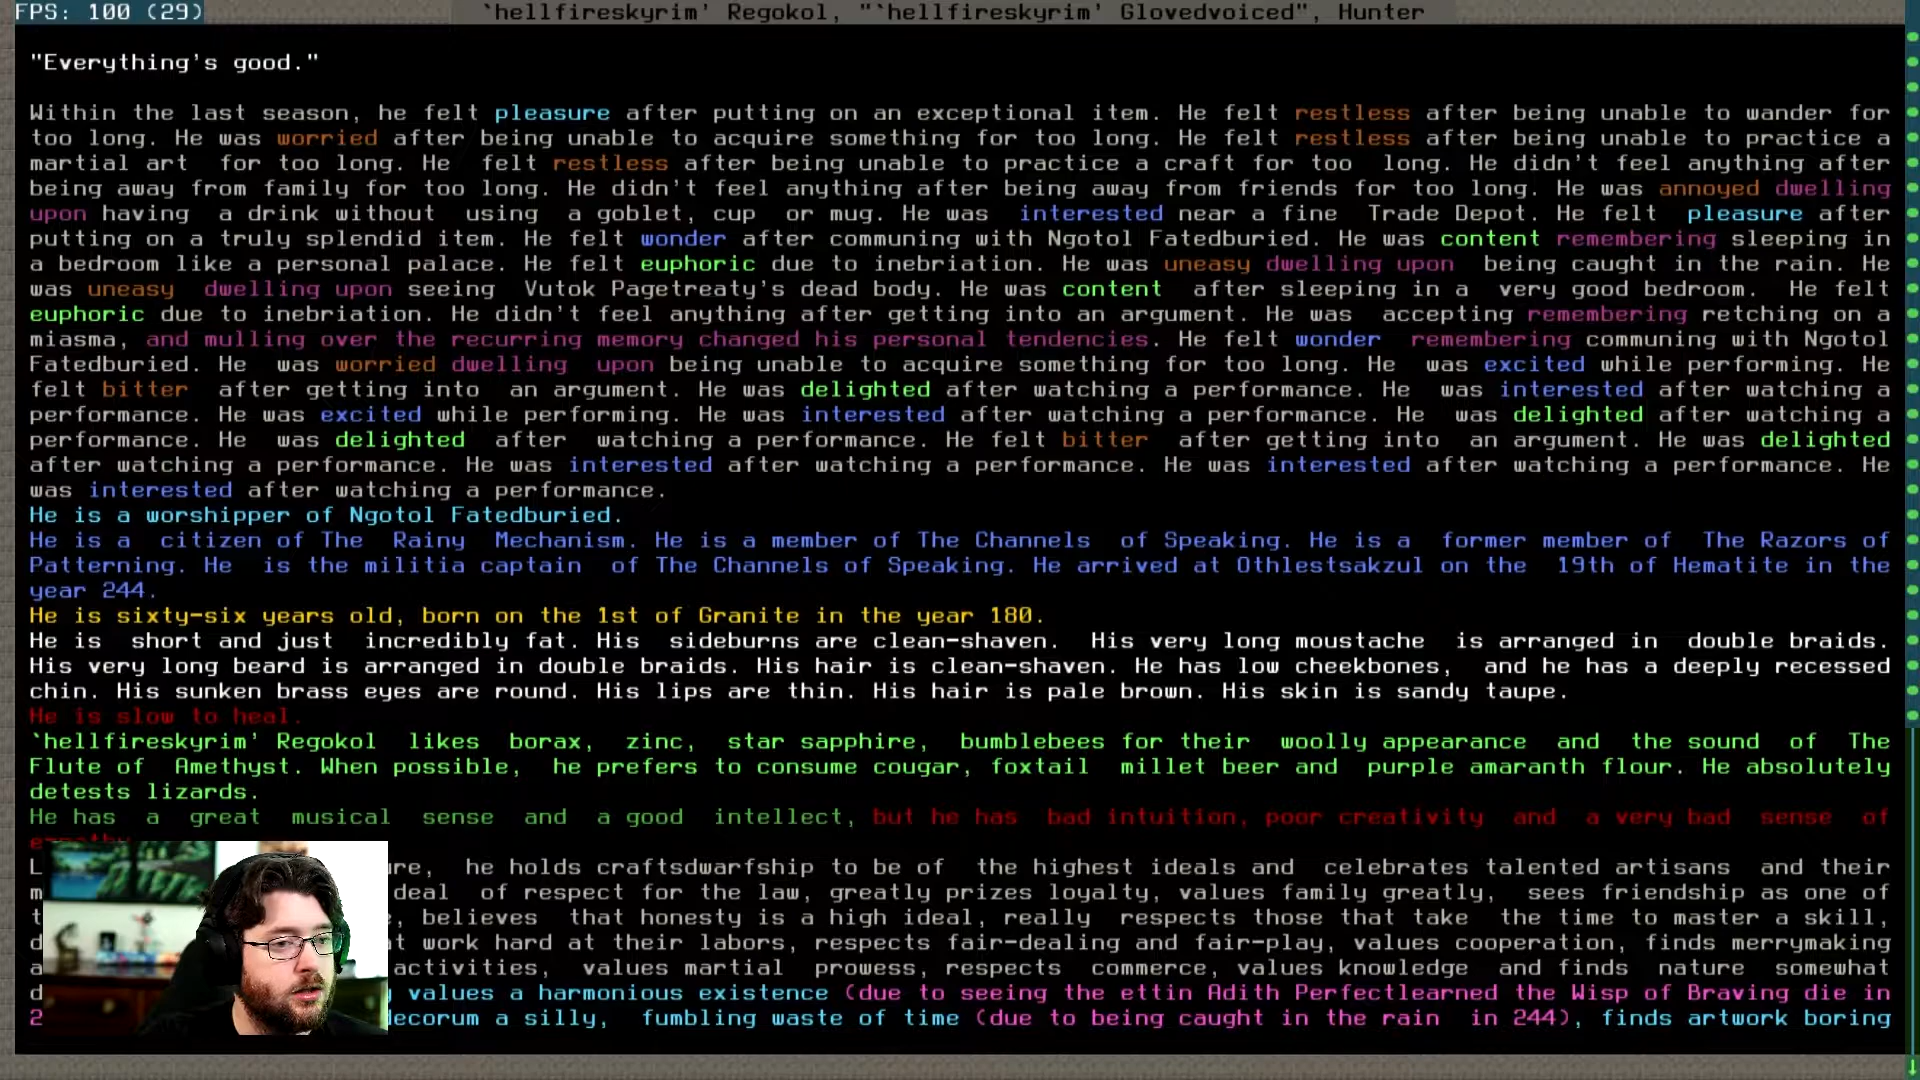 FPS: 100 (29)
`hellfireskyrim' Regokol, "`hellfireskyrim' Glovedvoiced", Hunter
"Everything's good."
Within the last season, he felt pleasure after putting on an exceptional item. He felt restless after being unable to wander for
too long. He was worried after being unable to acquire something for too long. He felt restless after being unable to practice a
martial art for too long. He felt restless after being unable to practice a craft for too long. He didn't feel anything after
being away from family for too long. He didn't feel anything after being away from friends for too long. He was annoyed dwelling
upon having a drink without using a goblet, cup or mug. He was interested near a fine Trade Depot. He felt pleasure after
putting on a truly splendid item. He felt wonder after communing with Ngotol Fatedburied. He was content remembering sleeping in
a bedroom like a personal palace. He felt euphoric due to inebriation. He was uneasy dwelling upon being caught in the rain. He
was uneasy dwelling upon seeing Vutok Pagetreaty's dead body. He was content after sleeping in a very good bedroom. He felt
euphoric due to inebriation. He didn't feel anything after getting into an argument. He was accepting remembering retching on a
miasma, and mulling over the recurring memory changed his personal tendencies. He felt wonder remembering communing with Ngotol
Fatedburied. He was worried dwelling upon being unable to acquire something for too long. He was excited while performing. He
felt bitter after getting into an argument. He was delighted after watching a performance. He was interested after watching a
performance. He was excited while performing. He was interested after watching a performance. He was delighted after watching a
performance. He was delighted after watching a performance. He felt bitter after getting into an argument. He was delighted
after watching a performance. He was interested after watching a performance. He was interested after watching a performance. He
was interested after watching a performance.
He is a worshipper of Ngotol Fatedburied.
He is a citizen of The Rainy Mechanism. He is a member of The Channels of Speaking. He is a former member of The Razors of
Patterning. He is the militia captain of The Channels of Speaking. He arrived at Othlestsakzul on the 19th of Hematite in the
year 244.
He is sixty-six years old, born on the 1st of Granite in the year 180.
He is short and just incredibly fat. His sideburns are clean-shaven. His very long moustache is arranged in double braids.
His very long beard is arranged in double braids. His hair is clean-shaven. He has low cheekbones, and he has a deeply recessed
chin. His sunken brass eyes are round. His lips are thin. His hair is pale brown. His skin is sandy taupe.
He is slow to heal.
`hellfireskyrim' Regokol likes borax, zinc, star sapphire, bumblebees for their woolly appearance and the sound of The
Flute of Amethyst. When possible, he prefers to consume cougar, foxtail millet beer and purple amaranth flour. He absolutely
detests lizards.
He has a great musical sense and a good intellect, but he has bad intuition, poor creativity and a very bad sense of
he holds craftsdwarfship to be of the highest ideals and celebrates talented artisans and their
deal of respect for the law, greatly prizes loyalty, values family greatly, sees friendship as one of
believes that honesty is a high ideal, really respects those that take the time to master a skill,
work hard at their labors, respects fair-dealing and fair-play, values cooperation, finds merrymaking
activities, values martial prowess, respects commerce, values knowledge and finds nature somewhat
values a harmonious existence (due to seeing the ettin Adith Perfectlearned the Wisp of Braving die in
decorum a silly, fumbling waste of time (due to being caught in the rain in 244), finds artwork boring